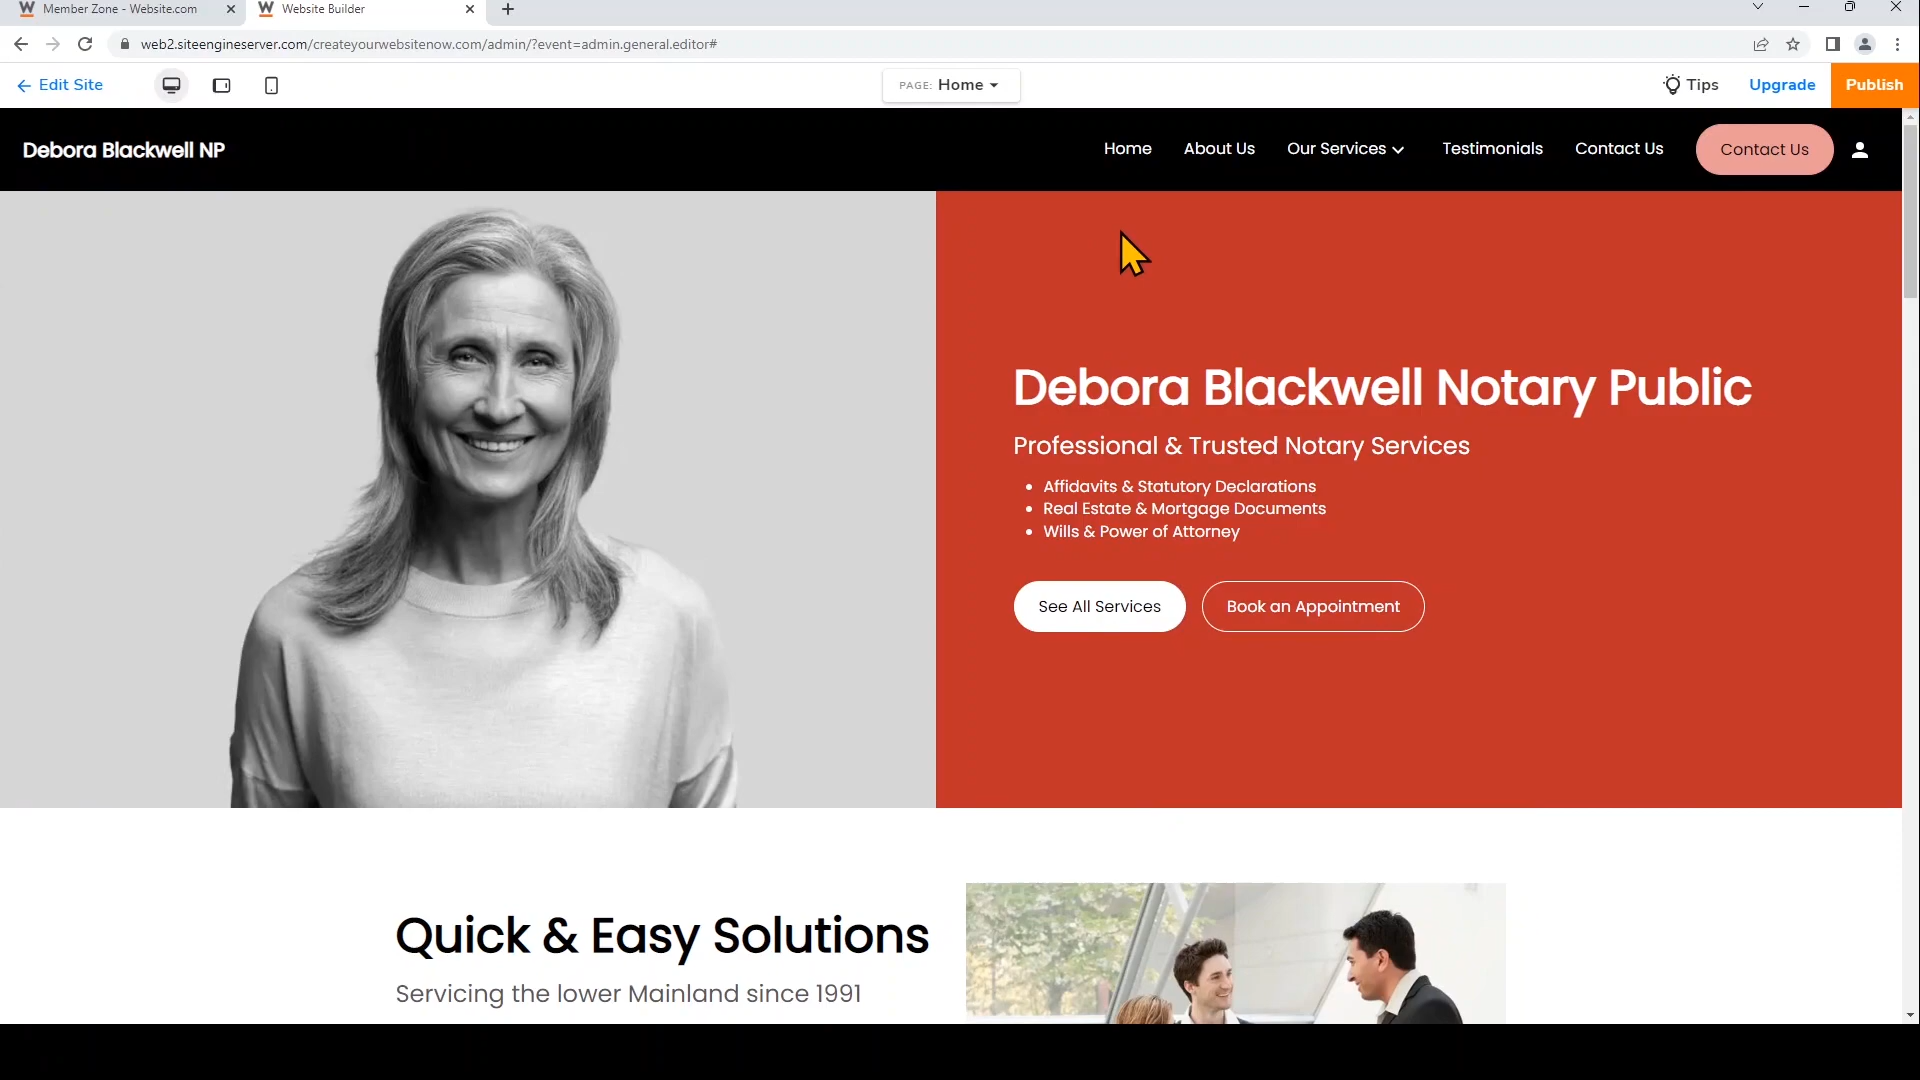 Member Zone - Website.com
Website Builder
web2.siteengineserver.com/createyourwebsitenow.com/admin/?event=admin.general.editor#
Edit Site
PAGE: Home
Tips
Upgrade
Publish
Debora Blackwell NP
Home
About Us
Our Services
Testimonials
Contact Us
Contact Us
Debora Blackwell Notary Public
Professional & Trusted Notary Services
• Affidavits & Statutory Declarations
• Real Estate & Mortgage Documents
• Wills & Power of Attorney
See All Services
Book an Appointment
Quick & Easy Solutions
Servicing the lower Mainland since 1991